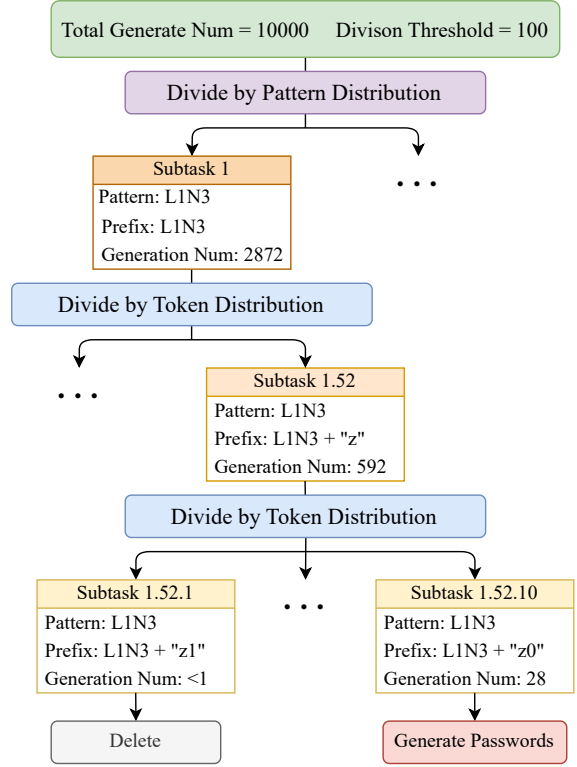 Total Generate Num = 10000 Divison Threshold = 100
Divide by Pattern Distribution
Subtask 1
Pattern: L1N3
Prefix: L1N3
Generation Num: 2872
...
Divide by Token Distribution
...
Subtask 1.52
Pattern: L1N3
Prefix: L1N3 + "z"
Generation Num: 592
Divide by Token Distribution
Subtask 1.52.1
Pattern: L1N3
Prefix: L1N3 + "z1"
Generation Num: <1
...
Subtask 1.52.10
Pattern: L1N3
Prefix: L1N3 + "z0"
Generation Num: 28
Delete
Generate Passwords